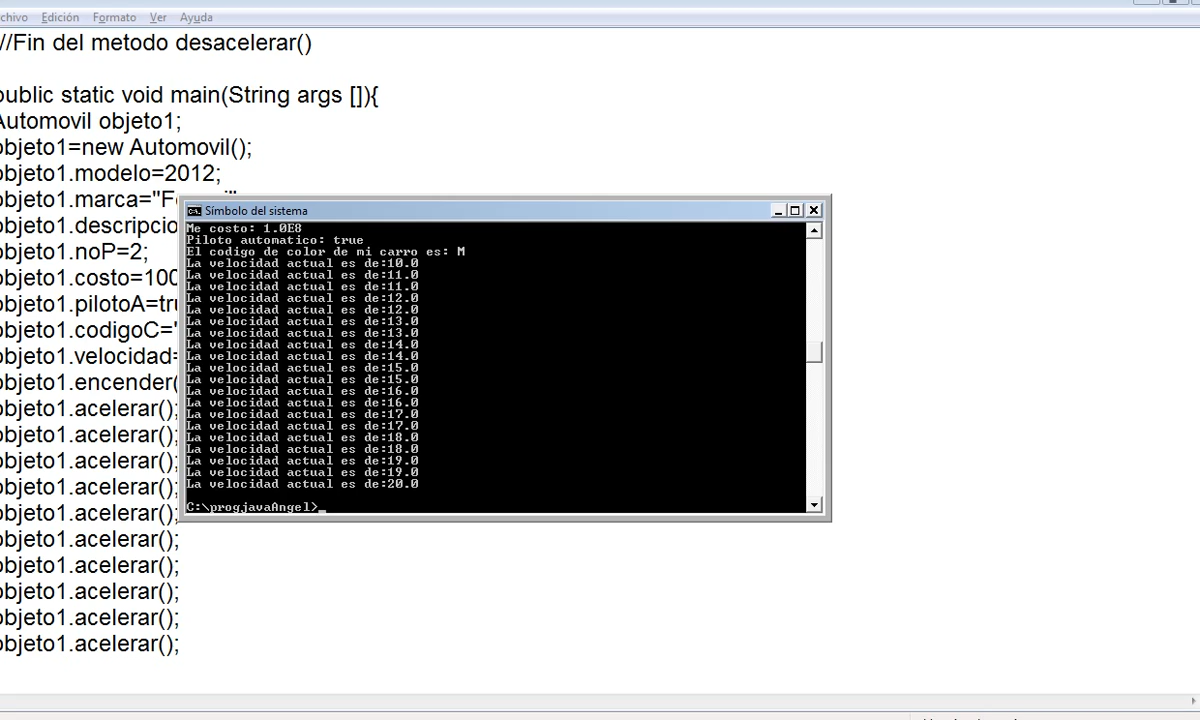 chivo Edición Formato Ver Ayuda
//Fin del metodo desacelerar()
public static void main(String args []){
Automovil objeto1;
objeto1=new Automovil();
objeto1.modelo=2012;
objeto1.marca="F
objeto1.descripcio
objeto1.noP=2;
objeto1.costo=100
objeto1.pilotoA=tru
objeto1.codigoC='
objeto1.velocidad=
objeto1.encender(
objeto1.acelerar();
objeto1.acelerar();
objeto1.acelerar();
objeto1.acelerar();
objeto1.acelerar();
objeto1.acelerar();
objeto1.acelerar();
objeto1.acelerar();
objeto1.acelerar();
objeto1.acelerar();
Símbolo del sistema
Me costo: 1.0E8
Piloto automatico: true
El codigo de color de mi carro es: M
La velocidad actual es de:10.0
La velocidad actual es de:11.0
La velocidad actual es de:11.0
La velocidad actual es de:12.0
La velocidad actual es de:12.0
La velocidad actual es de:13.0
La velocidad actual es de:13.0
La velocidad actual es de:14.0
La velocidad actual es de:14.0
La velocidad actual es de:15.0
La velocidad actual es de:15.0
La velocidad actual es de:16.0
La velocidad actual es de:16.0
La velocidad actual es de:17.0
La velocidad actual es de:17.0
La velocidad actual es de:18.0
La velocidad actual es de:18.0
La velocidad actual es de:19.0
La velocidad actual es de:19.0
La velocidad actual es de:20.0
C:\progjavaAngel>_